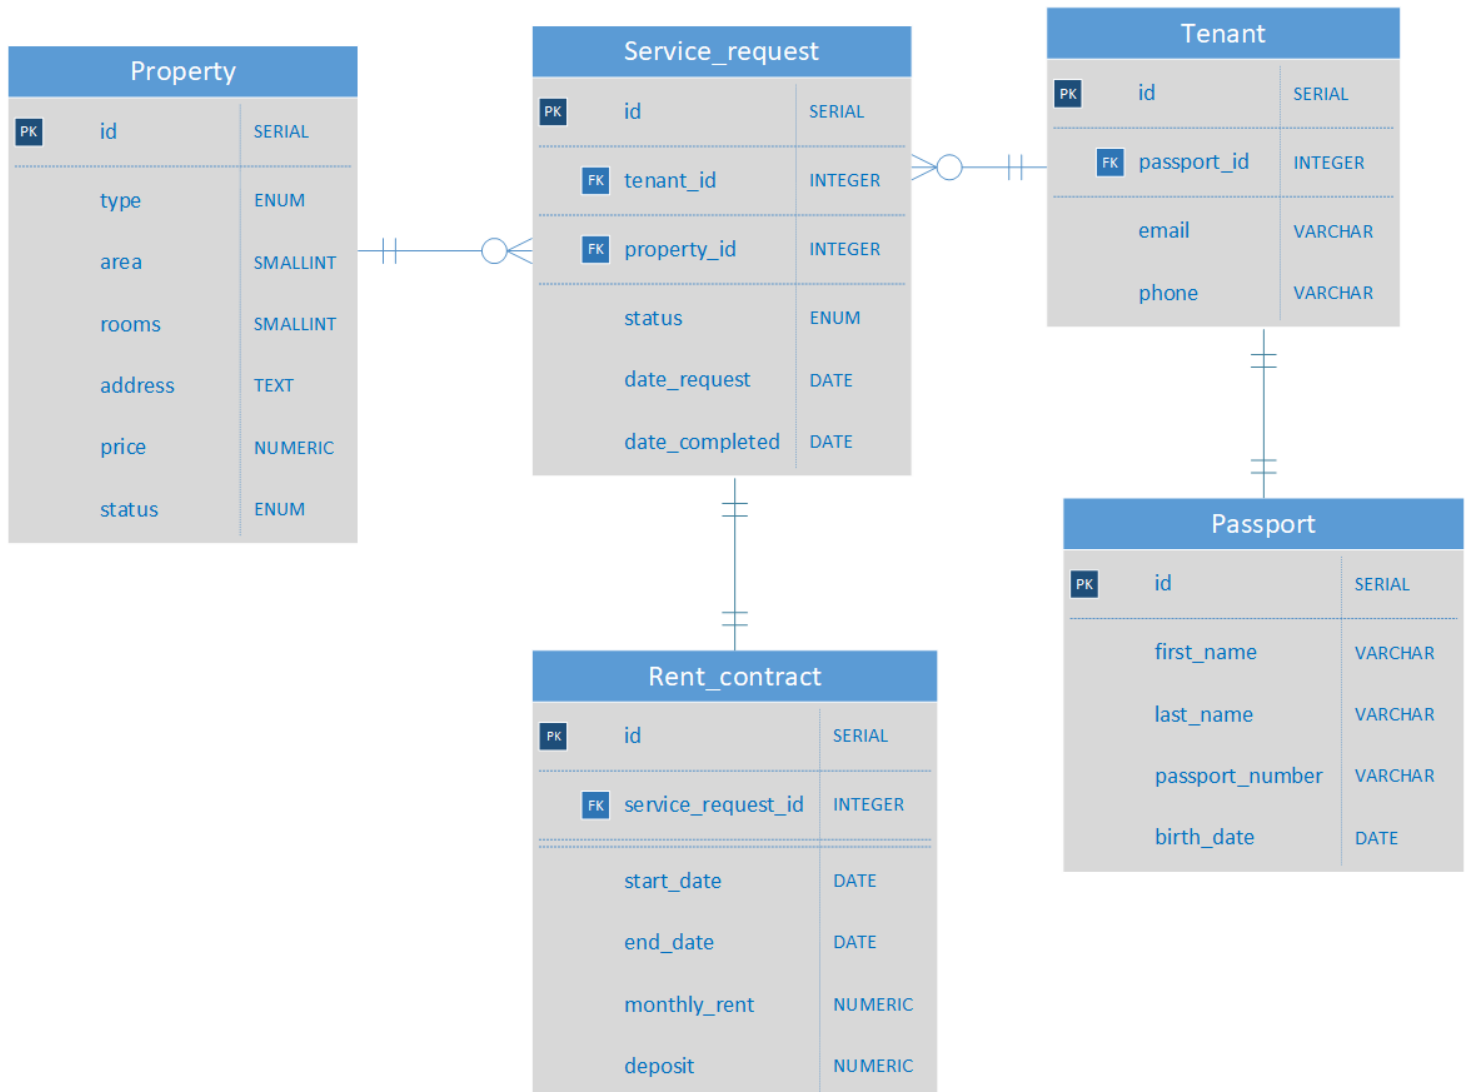 Property
PK id SERIAL
type ENUM
area SMALLINT
rooms SMALLINT
address TEXT
price NUMERIC
status ENUM
Service_request
PK id SERIAL
FK tenant_id INTEGER
FK property_id INTEGER
status ENUM
date_request DATE
date_completed DATE
Tenant
PK id SERIAL
FK passport_id INTEGER
email VARCHAR
phone VARCHAR
Rent_contract
PK id SERIAL
FK service_request_id INTEGER
start_date DATE
end_date DATE
monthly_rent NUMERIC
deposit NUMERIC
Passport
PK id SERIAL
first_name VARCHAR
last_name VARCHAR
passport_number VARCHAR
birth_date DATE